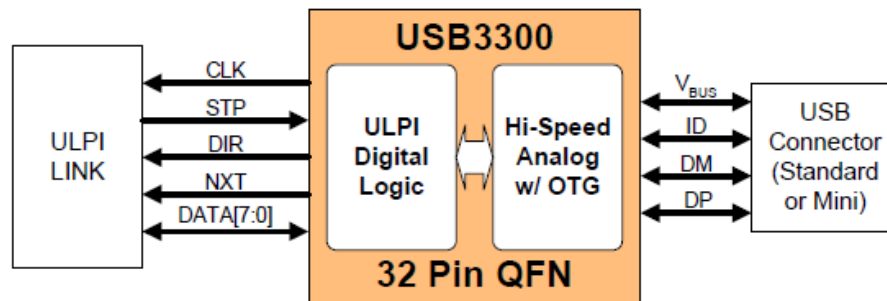 USB3300
ULPI
LINK
CLK
STP
DIR
NXT
DATA[7:0]
ULPI
Digital
Logic
Hi-Speed
Analog
w/ OTG
VBUS
ID
DM
DP
USB
Connector
(Standard
or Mini)
32 Pin QFN